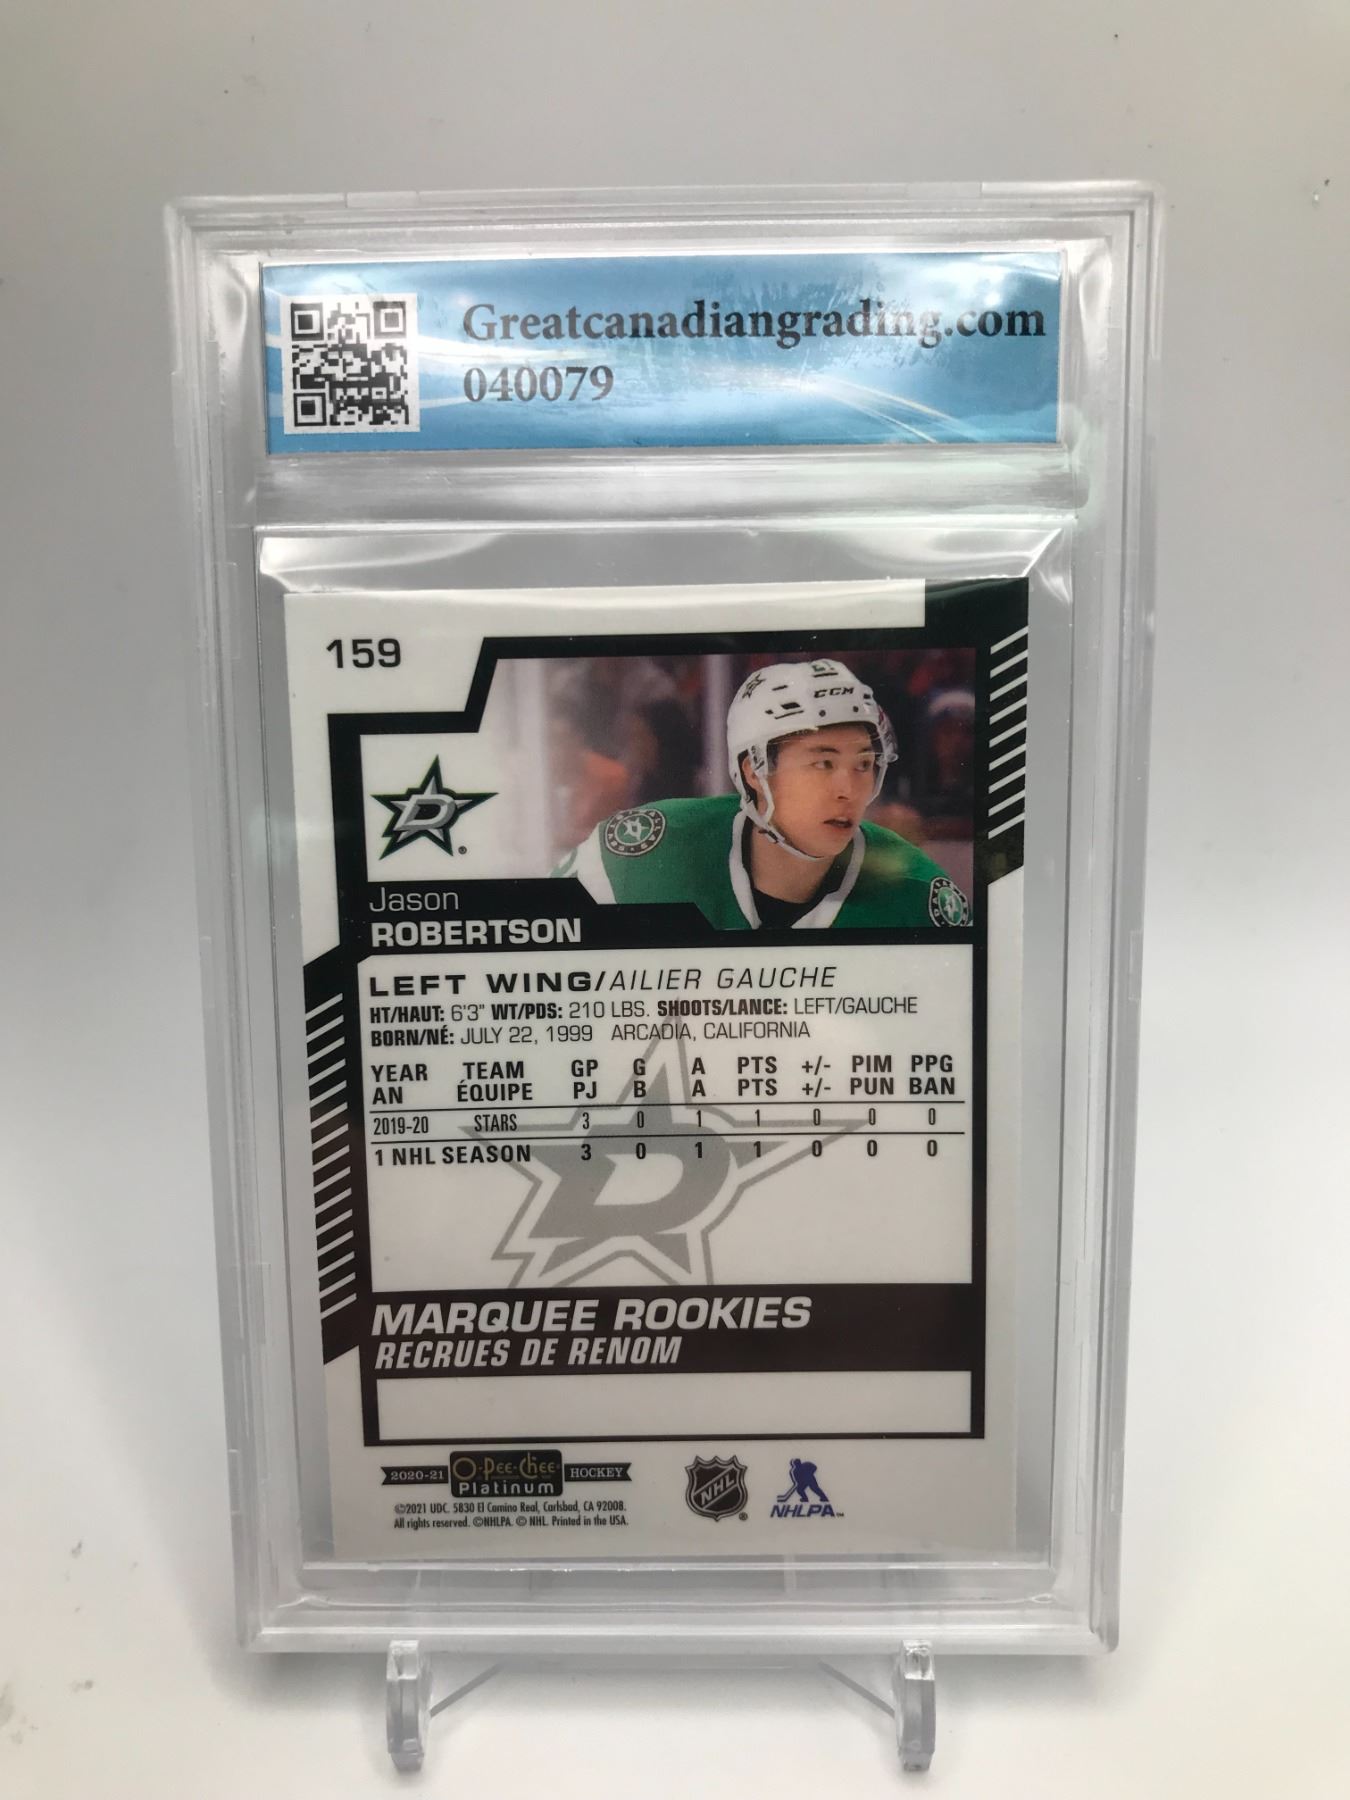 Greatcanadiangrading.com
040079
159
CCM
Jason
ROBERTSON
LEFT WING/AILIER GAUCHE
HT/HAUT: 6'3" WT/PDS: 210 LBS. SHOOTS/LANCE: LEFT/GAUCHE
BORN/NÉ: JULY 22, 1999 ARCADIA, CALIFORNIA
YEAR TEAM GP G A PTS +/- PIM PPG
AN ÉQUIPE PJ B A PTS +/- PUN BAN
2019-20 STARS 3 0 1 1 0 0 0
1 NHL SEASON 3 0 1 1 0 0 0
MARQUEE ROOKIES
RECRUES DE RENOM
2020-21 O-Pee-Chee Platinum HOCKEY
©2021 UDC. 5830 El Camino Real, Carlsbad, CA 92008.
All rights reserved. ©NHLPA. © NHL. Printed in the USA.
NHL
NHLPA